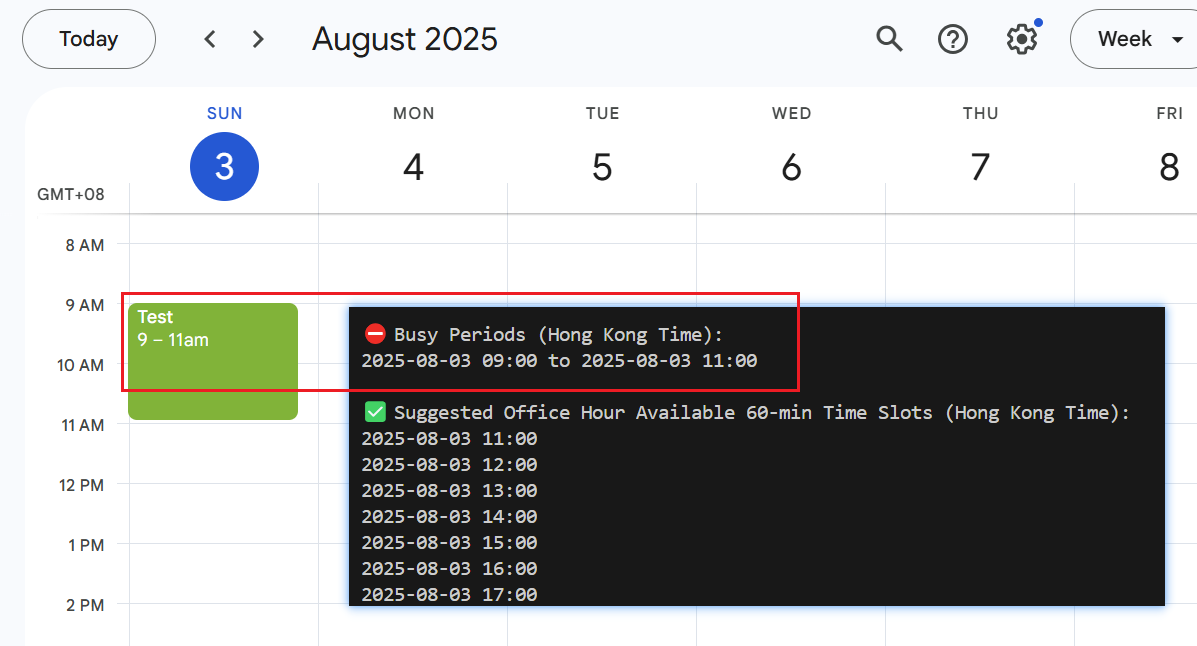 Today
August 2025
Week
SUN MON TUE WED THU FRI
3 4 5 6 7 8
GMT+08
8 AM
9 AM
Test
9 – 11am
10 AM
11 AM
12 PM
1 PM
2 PM
Busy Periods (Hong Kong Time):
2025-08-03 09:00 to 2025-08-03 11:00
Suggested Office Hour Available 60-min Time Slots (Hong Kong Time):
2025-08-03 11:00
2025-08-03 12:00
2025-08-03 13:00
2025-08-03 14:00
2025-08-03 15:00
2025-08-03 16:00
2025-08-03 17:00